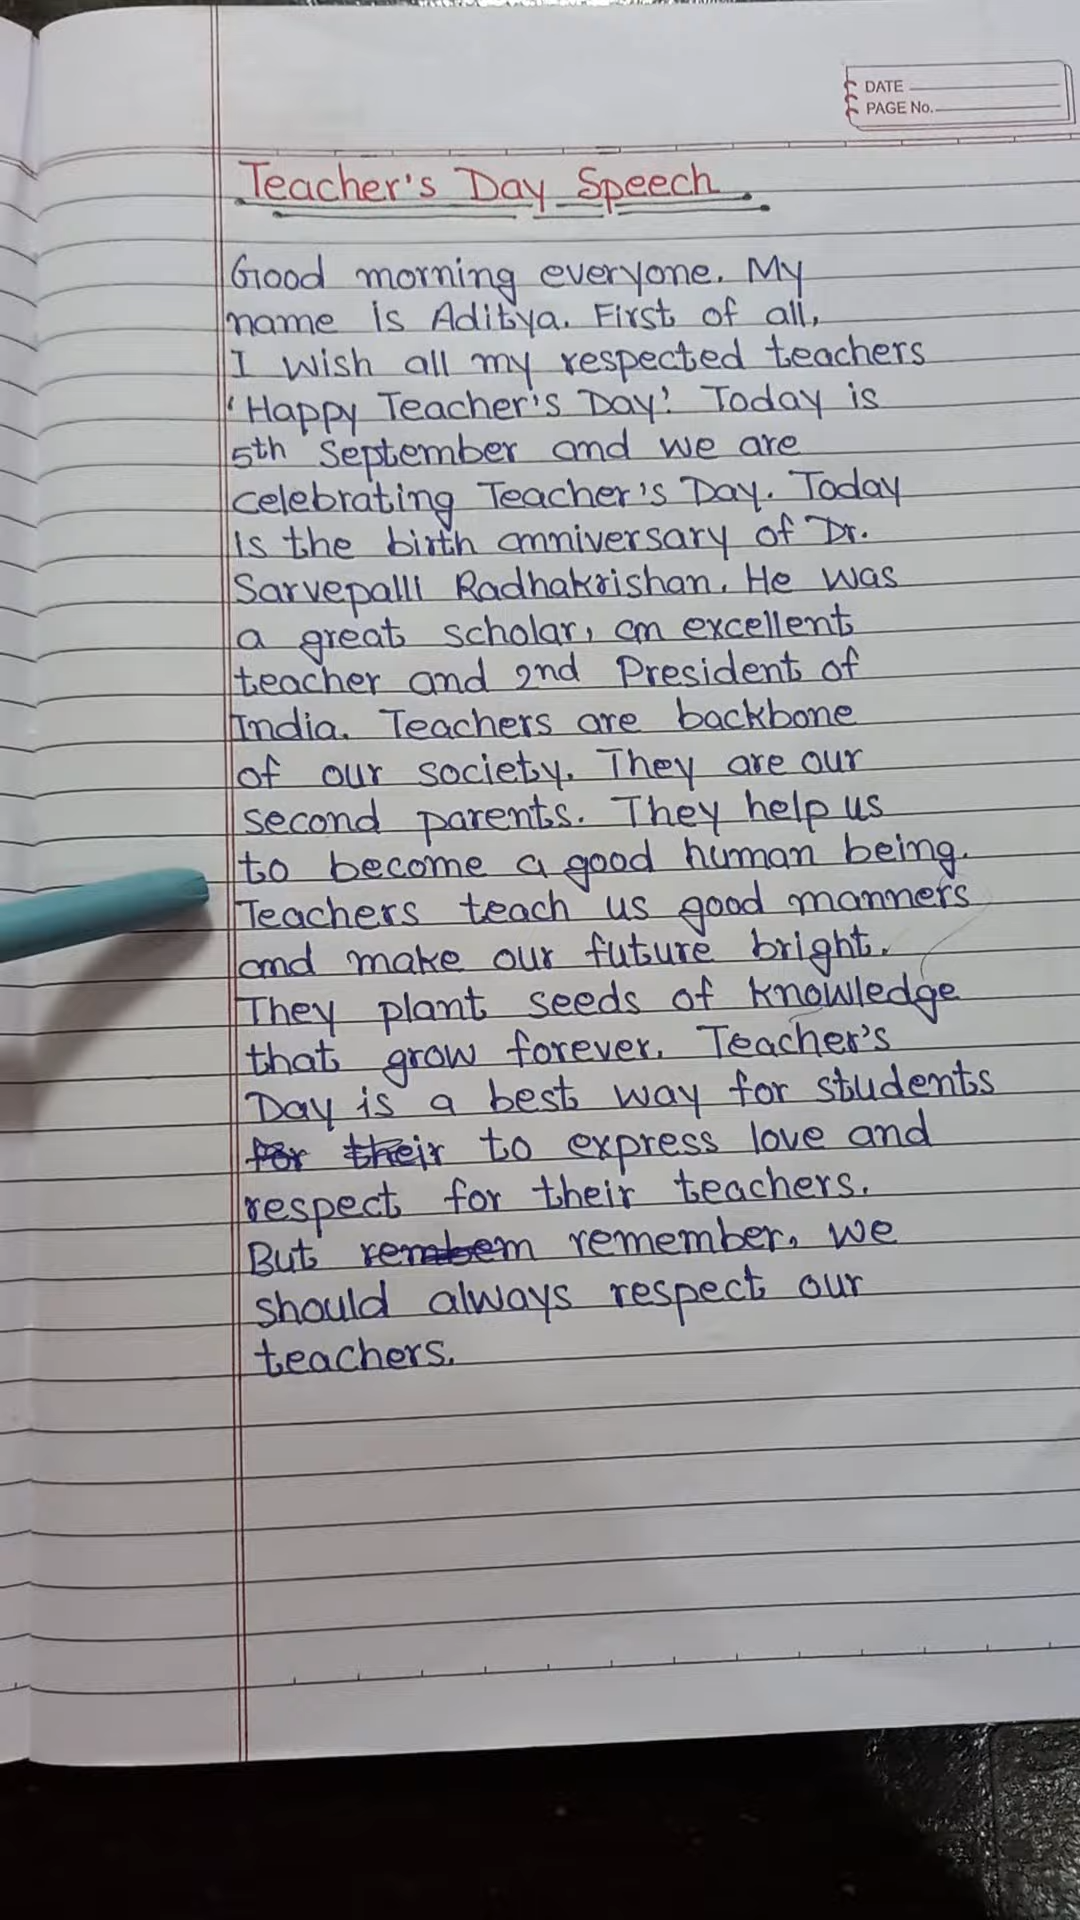 DATE
PAGE No.
Teacher's Day Speech
Good morning everyone. My
name is Aditya. First of all,
I wish all my respected teachers
'Happy Teacher's Day'. Today is
5th September and we are
celebrating Teacher's Day. Today
is the birth anniversary of Dr.
Sarvepalli Radhakrishan. He was
a great scholar, an excellent
teacher and 2nd President of
India. Teachers are backbone
of our society. They are our
second parents. They help us
to become a good human being.
Teachers teach us good manners
and make our future bright.
They plant seeds of knowledge
that grow forever. Teacher's
Day is a best way for students
for their to express love and
respect for their teachers.
But remember, we
should always respect our
teachers.